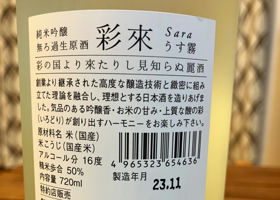 純米吟醸
無ろ過生原酒
彩來
Sara
うす霧
彩の国より來たりし見知らぬ麗酒
創業より継承された高度な醸造技術と緻密に組み
立てた理論を融合し、理想とする日本酒を造りあげま
した。気品のある吟醸香・お米の甘み・上質な酸の彩
(いろどり)が創り出すハーモニーをお楽しみ下さい。
原材料名 米(国産)
米こうじ(国産米)
アルコール分 16度
精米歩合 50%
内容量 720ml
特約店販売
4965323654636
製造年月
23.11